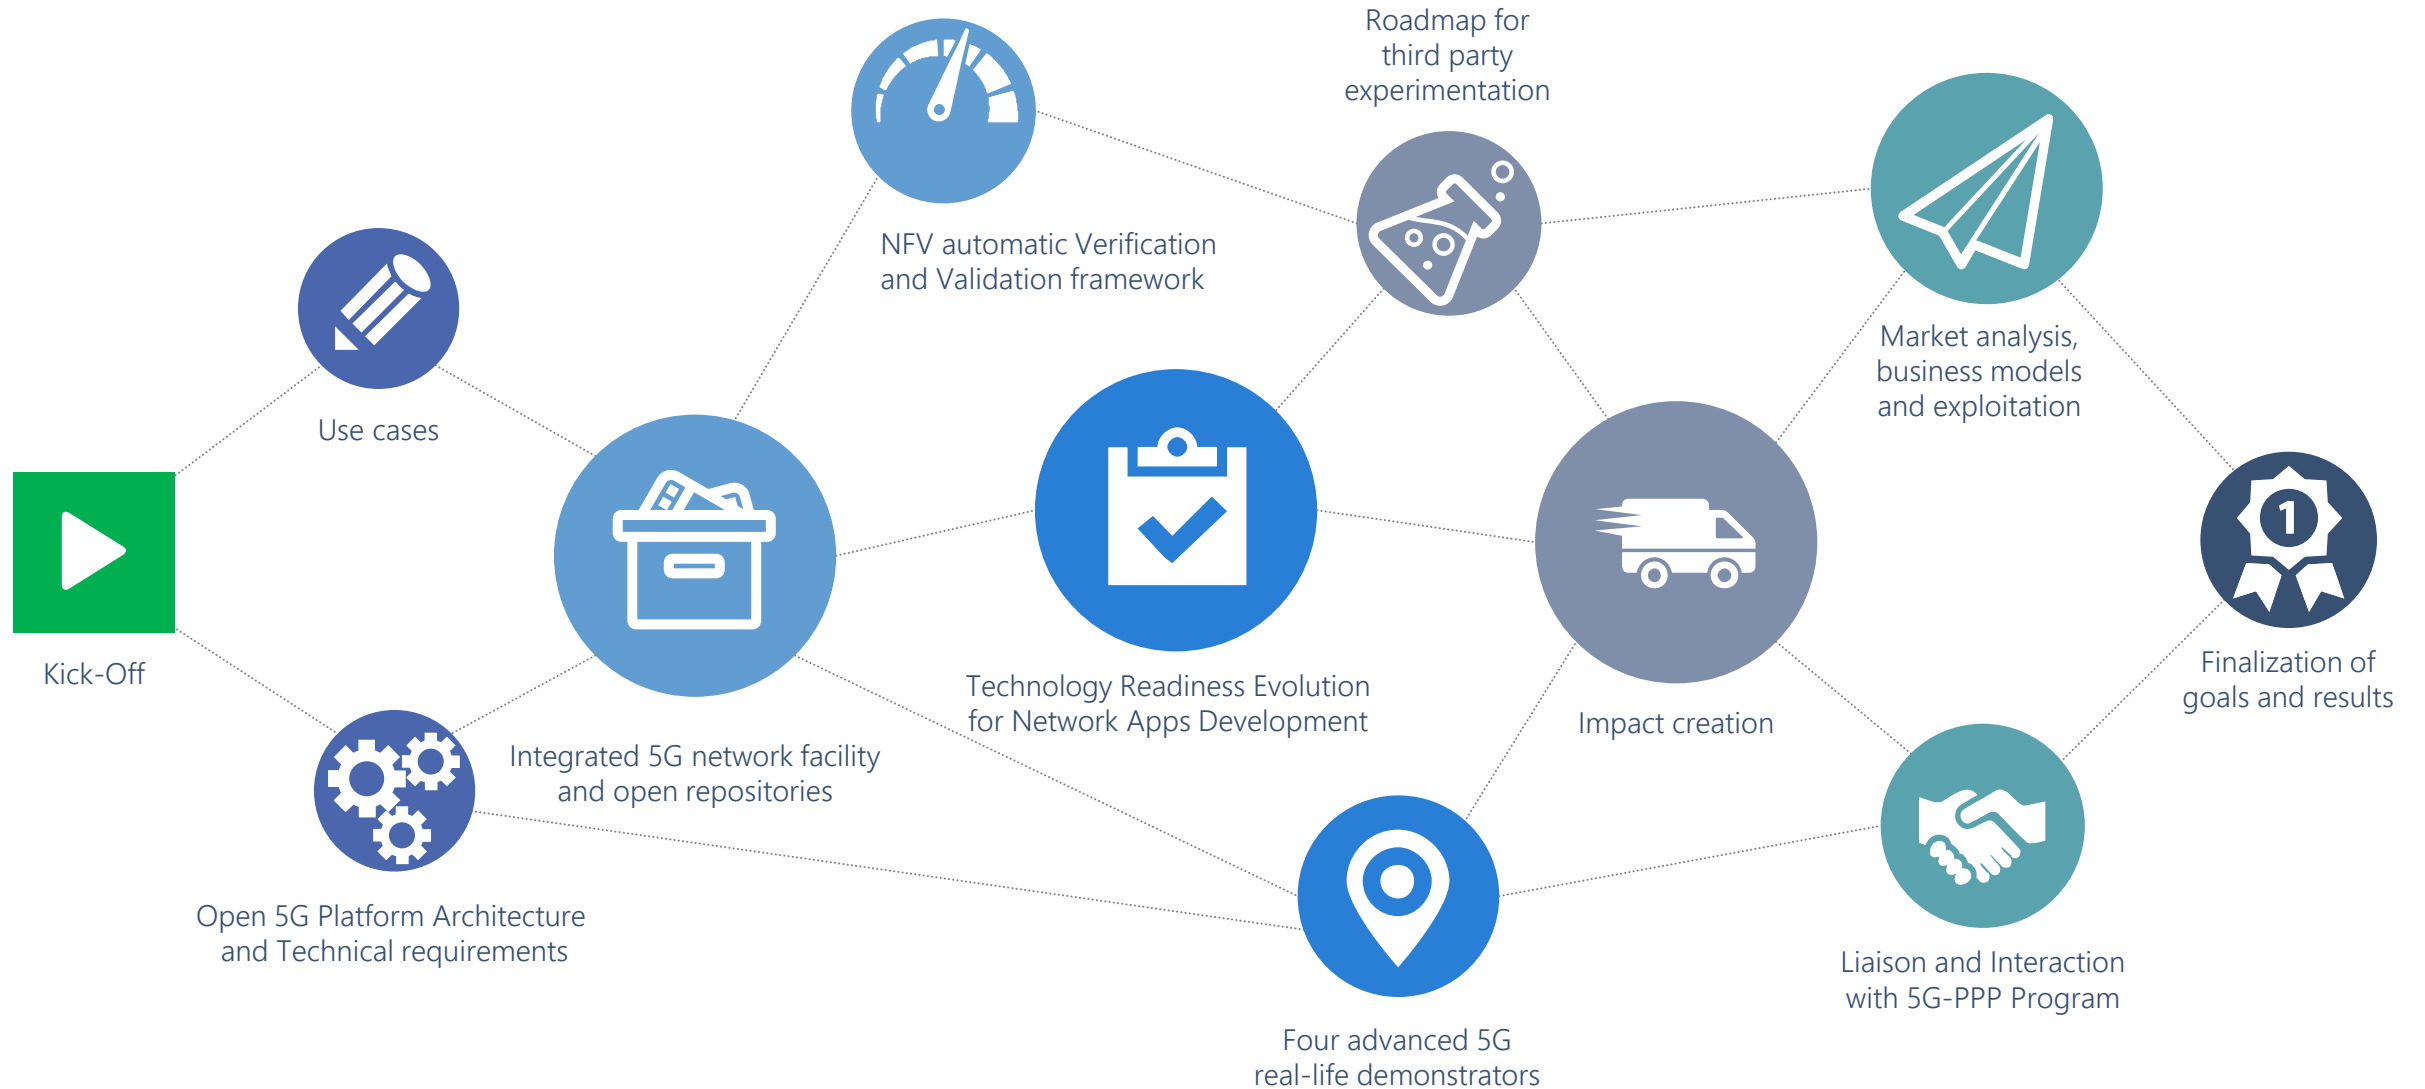 Roadmap for
third party
experimentation
NFV automatic Verification
and Validation framework
Market analysis,
business models
and exploitation
Use cases
1
Kick-Off
Finalization of
goals and results
Technology Readiness Evolution
for Network Apps Development
Impact creation
Integrated 5G network facility
and open repositories
Open 5G Platform Architecture
and Technical requirements
Liaison and Interaction
with 5G-PPP Program
Four advanced 5G
real-life demonstrators